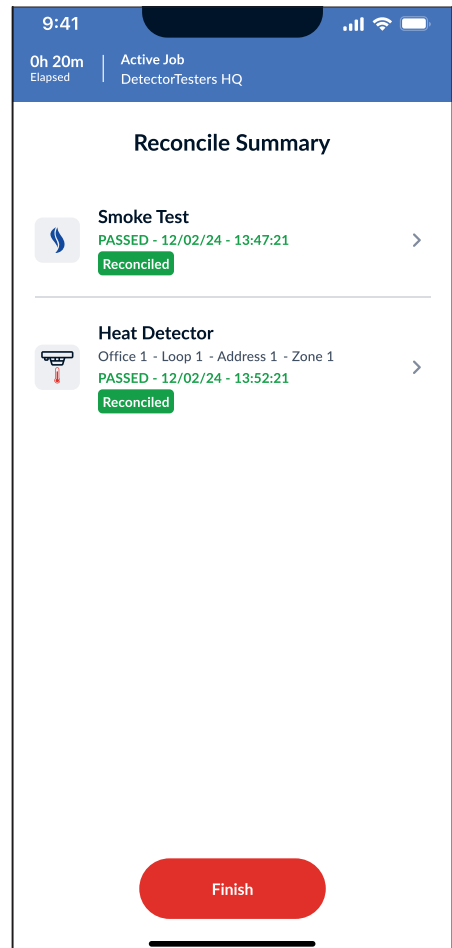 9:41
0h 20m
Elapsed
Active Job
DetectorTesters HQ
Reconcile Summary
Smoke Test
PASSED - 12/02/24 - 13:47:21
Reconciled
Heat Detector
Office 1 - Loop 1 - Address 1 - Zone 1
PASSED - 12/02/24 - 13:52:21
Reconciled
Finish